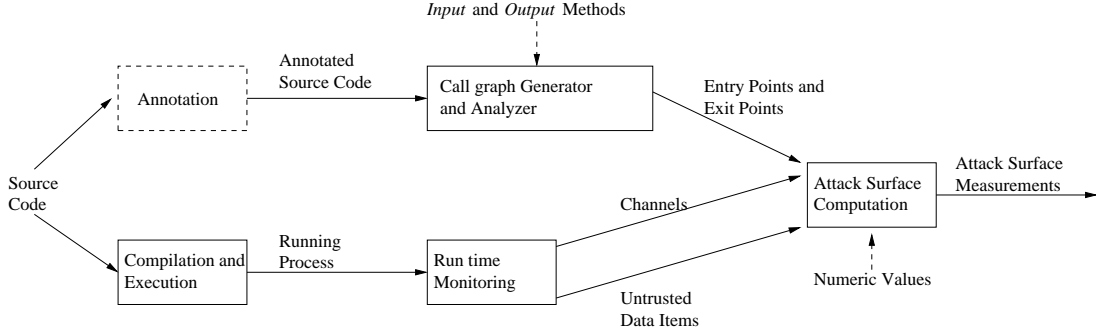 Input and Output Methods
Annotated
Source Code
Annotation
Call graph Generator
and Analyzer
Entry Points and
Exit Points
Source
Code
Attack Surface
Computation
Attack Surface
Measurements
Channels
Compilation and
Execution
Running
Process
Run time
Monitoring
Numeric Values
Untrusted
Data Items